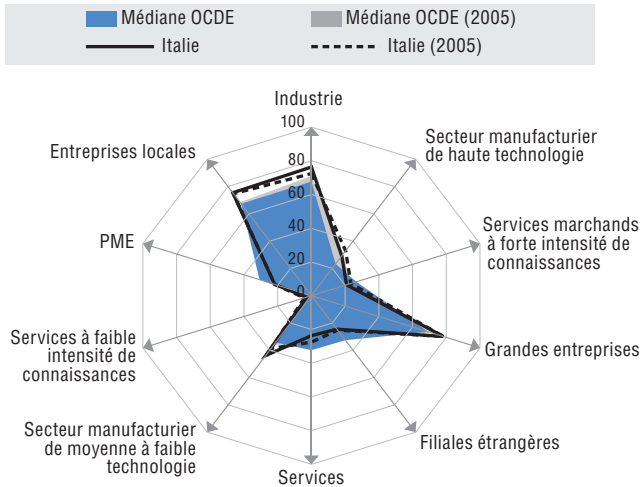 Médiane OCDE
Médiane OCDE (2005)
Italie
Italie (2005)
Industrie
100
80
60
40
20
0
Secteur manufacturier
de haute technologie
Services marchands
à forte intensité de
connaissances
Grandes entreprises
Filiales étrangères
Services
Secteur manufacturier
de moyenne à faible
technologie
Services à faible
intensité de
connaissances
PME
Entreprises locales